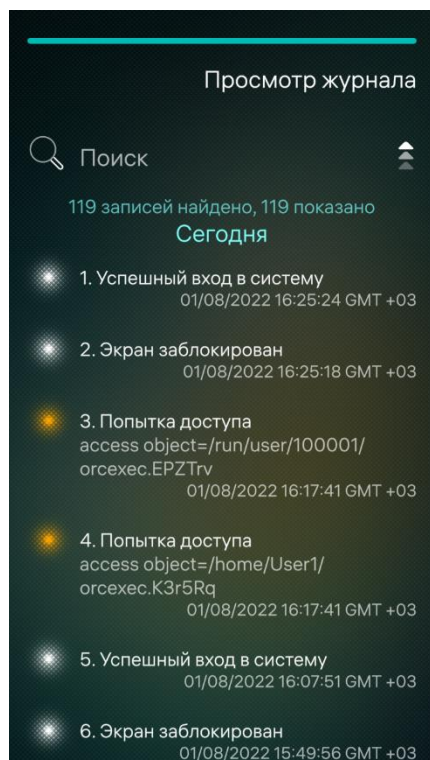 Просмотр журнала
Поиск
119 записей найдено, 119 показано
Сегодня
1. Успешный вход в систему
01/08/2022 16:25:24 GMT +03
2. Экран заблокирован
01/08/2022 16:25:18 GMT +03
3. Попытка доступа
access object=/run/user/100001/
orcexec.EPZTrv
01/08/2022 16:17:41 GMT +03
4. Попытка доступа
access object=/home/User1/
orcexec.K3r5Rq
01/08/2022 16:17:41 GMT +03
5. Успешный вход в систему
01/08/2022 16:07:51 GMT +03
6. Экран заблокирован
01/08/2022 15:49:56 GMT +03